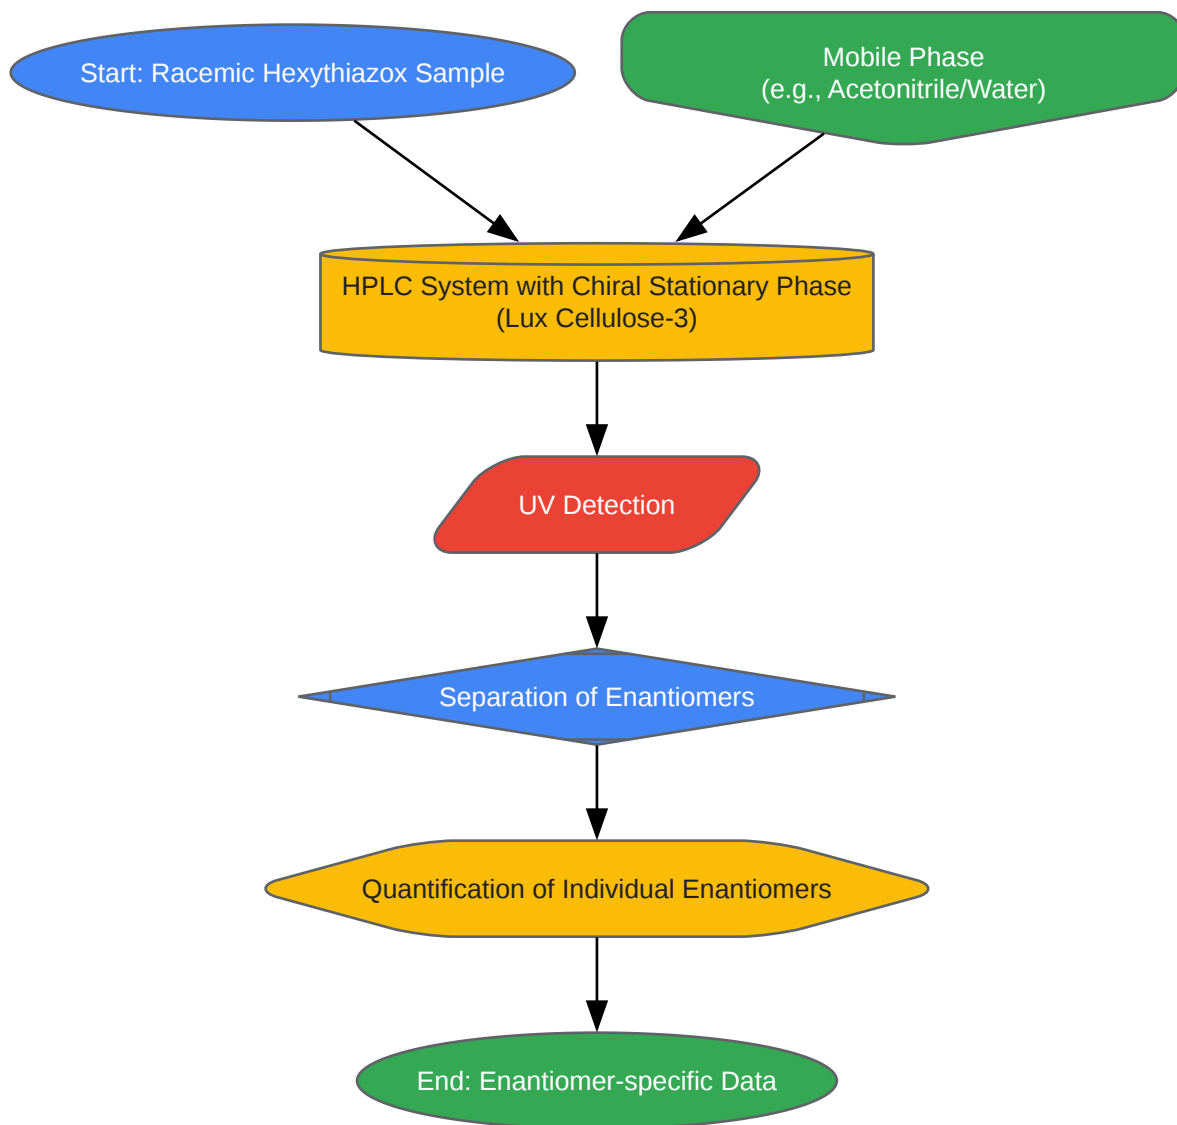 Start: Racemic Hexythiazox Sample
Mobile Phase
(e.g., Acetonitrile/Water)
HPLC System with Chiral Stationary Phase
(Lux Cellulose-3)
UV Detection
Separation of Enantiomers
Quantification of Individual Enantiomers
End: Enantiomer-specific Data